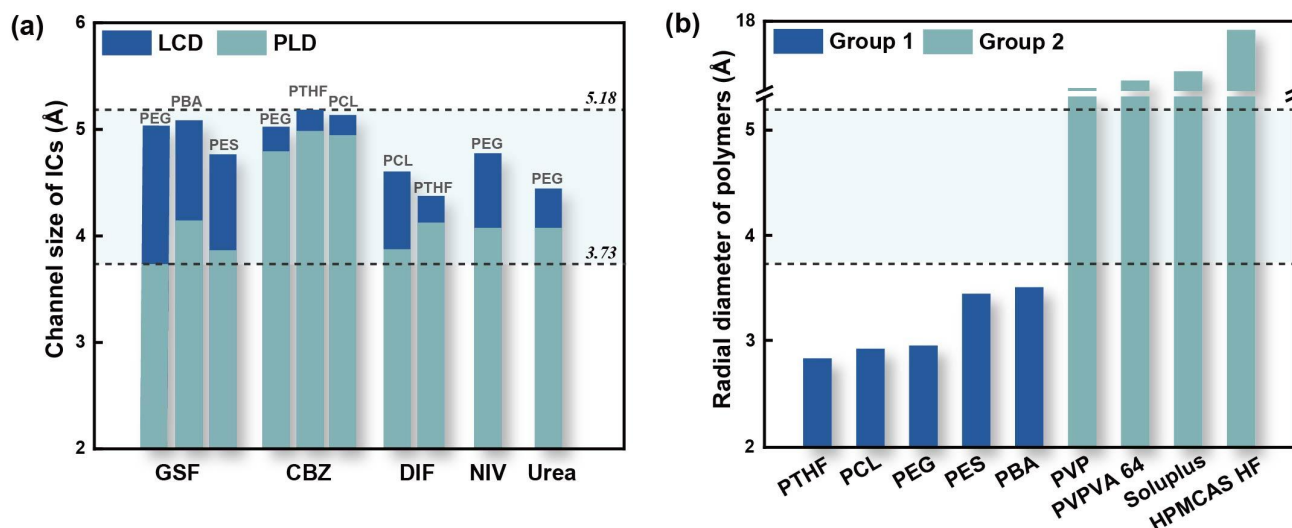 (a)
LCD PLD
Channel size of ICs (Å)
6
5
4
3
2
5.18
3.73
PEG
PBA
PES
PEG
PTHF
PCL
PCL
PTHF
PEG
PEG
GSF CBZ DIF NIV Urea
(b)
Group 1 Group 2
Radial diameter of polymers (Å)
18
5
4
3
2
PTHF
PCL
PEG
PES
PBA
PVP
PVPVA 64
Soluplus
HPMCAS HF